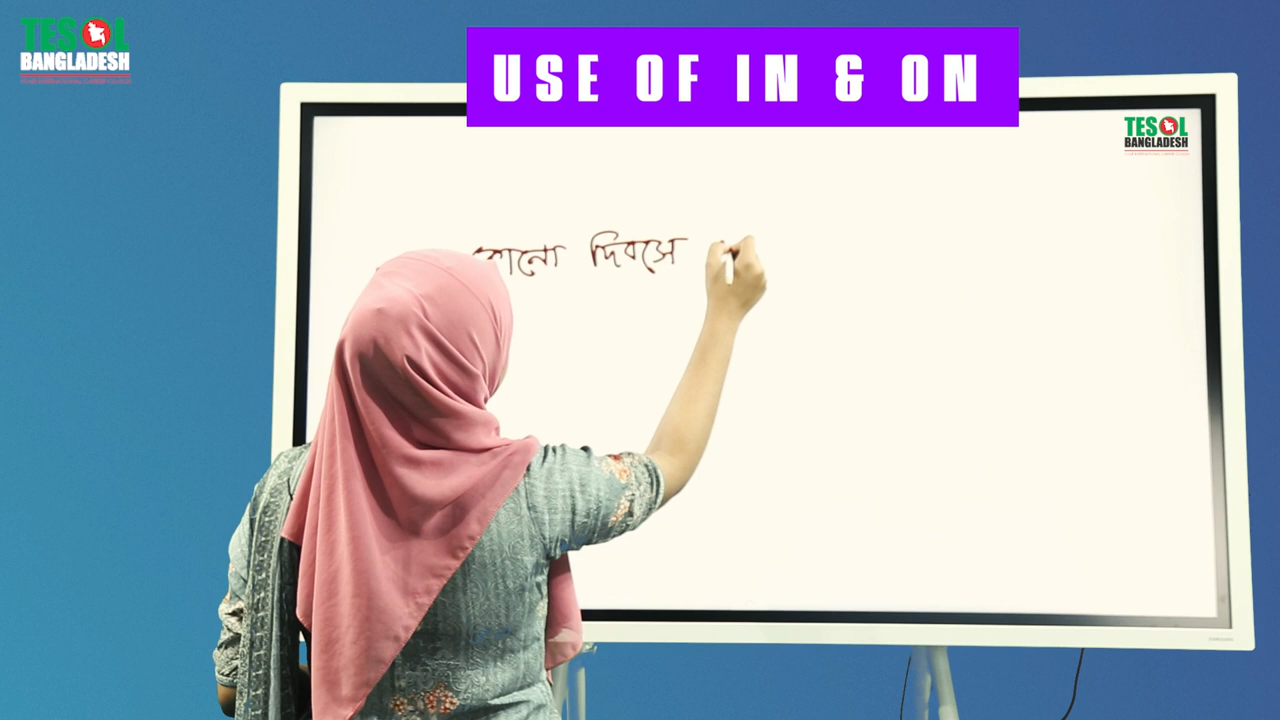 TESOL
BANGLADESH
USE OF IN & ON
TESOL
BANGLADESH
দিবসে